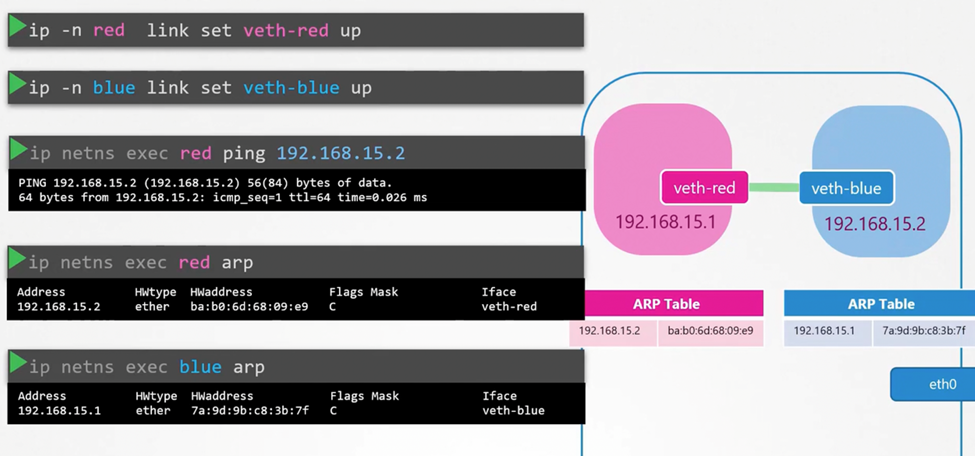 ip -n red link set veth-red up
ip -n blue link set veth-blue up
ip netns exec red ping 192.168.15.2
PING 192.168.15.2 (192.168.15.2) 56(84) bytes of data.
64 bytes from 192.168.15.2: icmp_seq=1 ttl=64 time=0.026 ms
ip netns exec red arp
Address HWtype HWaddress Flags Mask Iface
192.168.15.2 ether ba:b0:6d:68:09:e9 C veth-red
ip netns exec blue arp
Address HWtype HWaddress Flags Mask Iface
192.168.15.1 ether 7a:9d:9b:c8:3b:7f C veth-blue
veth-red
192.168.15.1
veth-blue
192.168.15.2
ARP Table
192.168.15.2 ba:b0:6d:68:09:e9
ARP Table
192.168.15.1 7a:9d:9b:c8:3b:7f
eth0